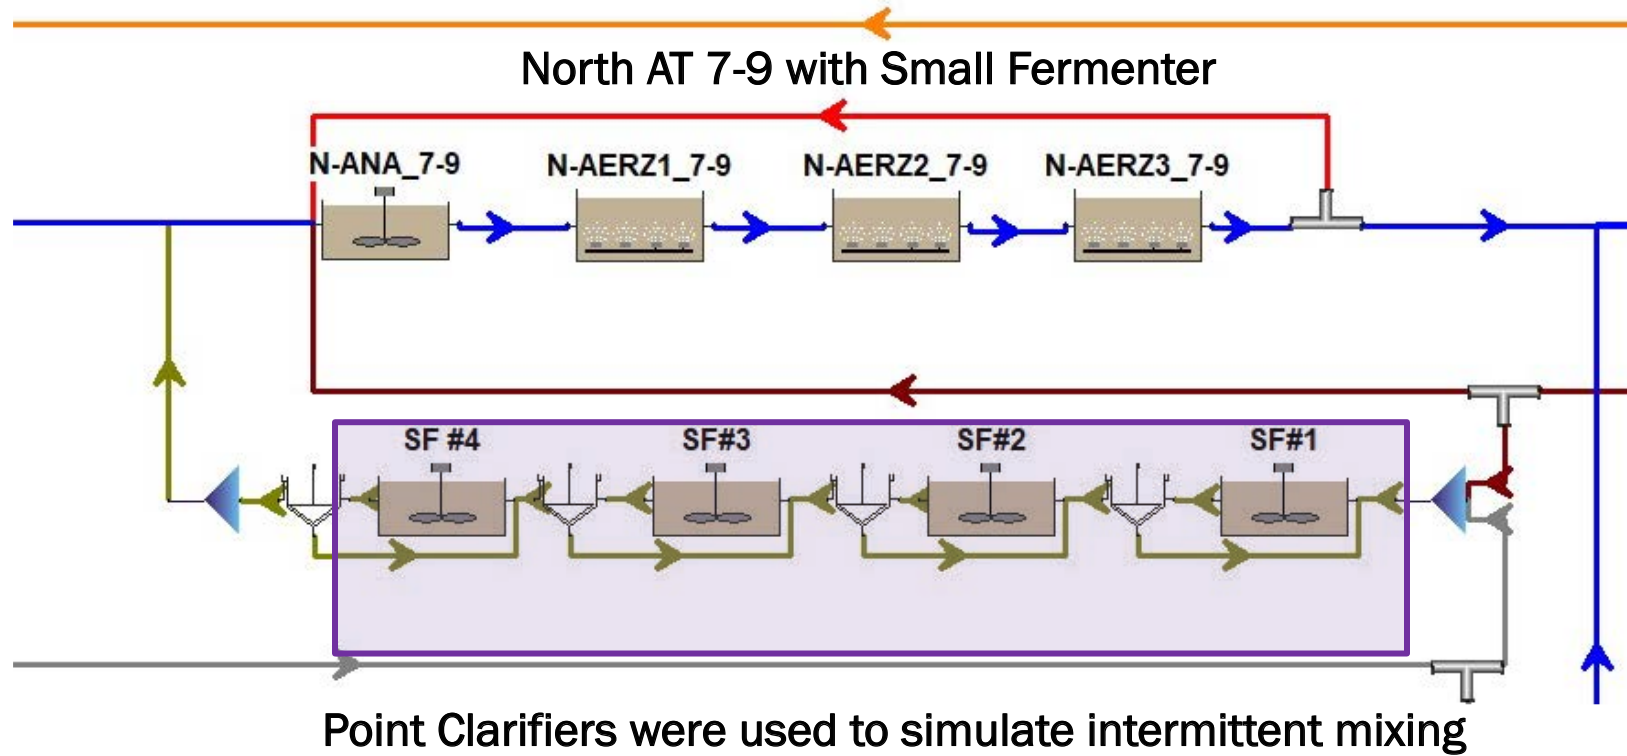 North AT 7-9 with Small Fermenter
N-ANA_7-9
N-AERZ1_7-9
N-AERZ2_7-9
N-AERZ3_7-9
SF #4
SF#3
SF#2
SF#1
Point Clarifiers were used to simulate intermittent mixing